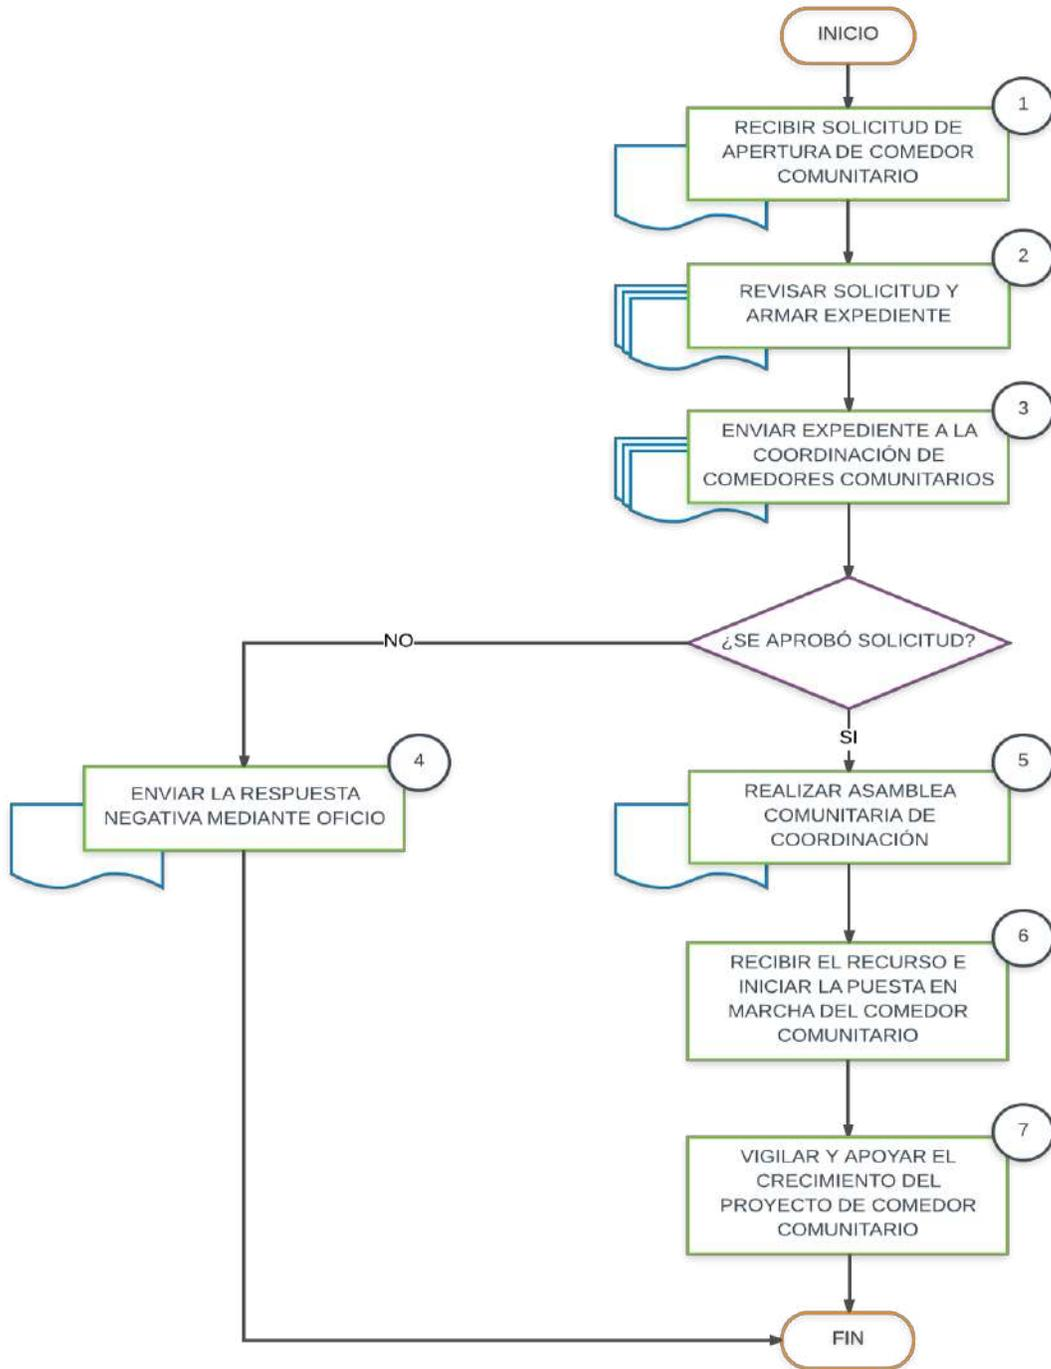 INICIO
1
RECIBIR SOLICITUD DE
APERTURA DE COMEDOR
COMUNITARIO
2
REVISAR SOLICITUD Y
ARMAR EXPEDIENTE
3
ENVIAR EXPEDIENTE A LA
COORDINACIÓN DE
COMEDORES COMUNITARIOS
¿SE APROBÓ SOLICITUD?
NO
SI
4
ENVIAR LA RESPUESTA
NEGATIVA MEDIANTE OFICIO
5
REALIZAR ASAMBLEA
COMUNITARIA DE
COORDINACIÓN
6
RECIBIR EL RECURSO E
INICIAR LA PUESTA EN
MARCHA DEL COMEDOR
COMUNITARIO
7
VIGILAR Y APOYAR EL
CRECIMIENTO DEL
PROYECTO DE COMEDOR
COMUNITARIO
FIN